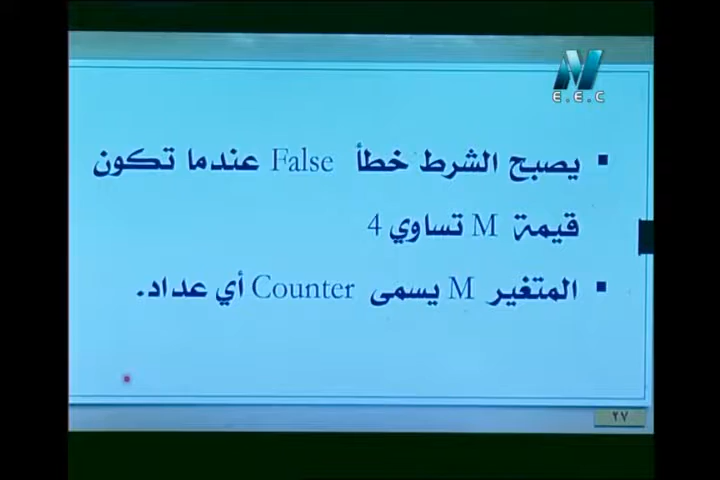 N
E.E.C
▪ يصبح الشرط خطأ False عندما تكون
قيمة M تساوي 4
▪ المتغير M يسمى Counter أي عداد.
٢٧